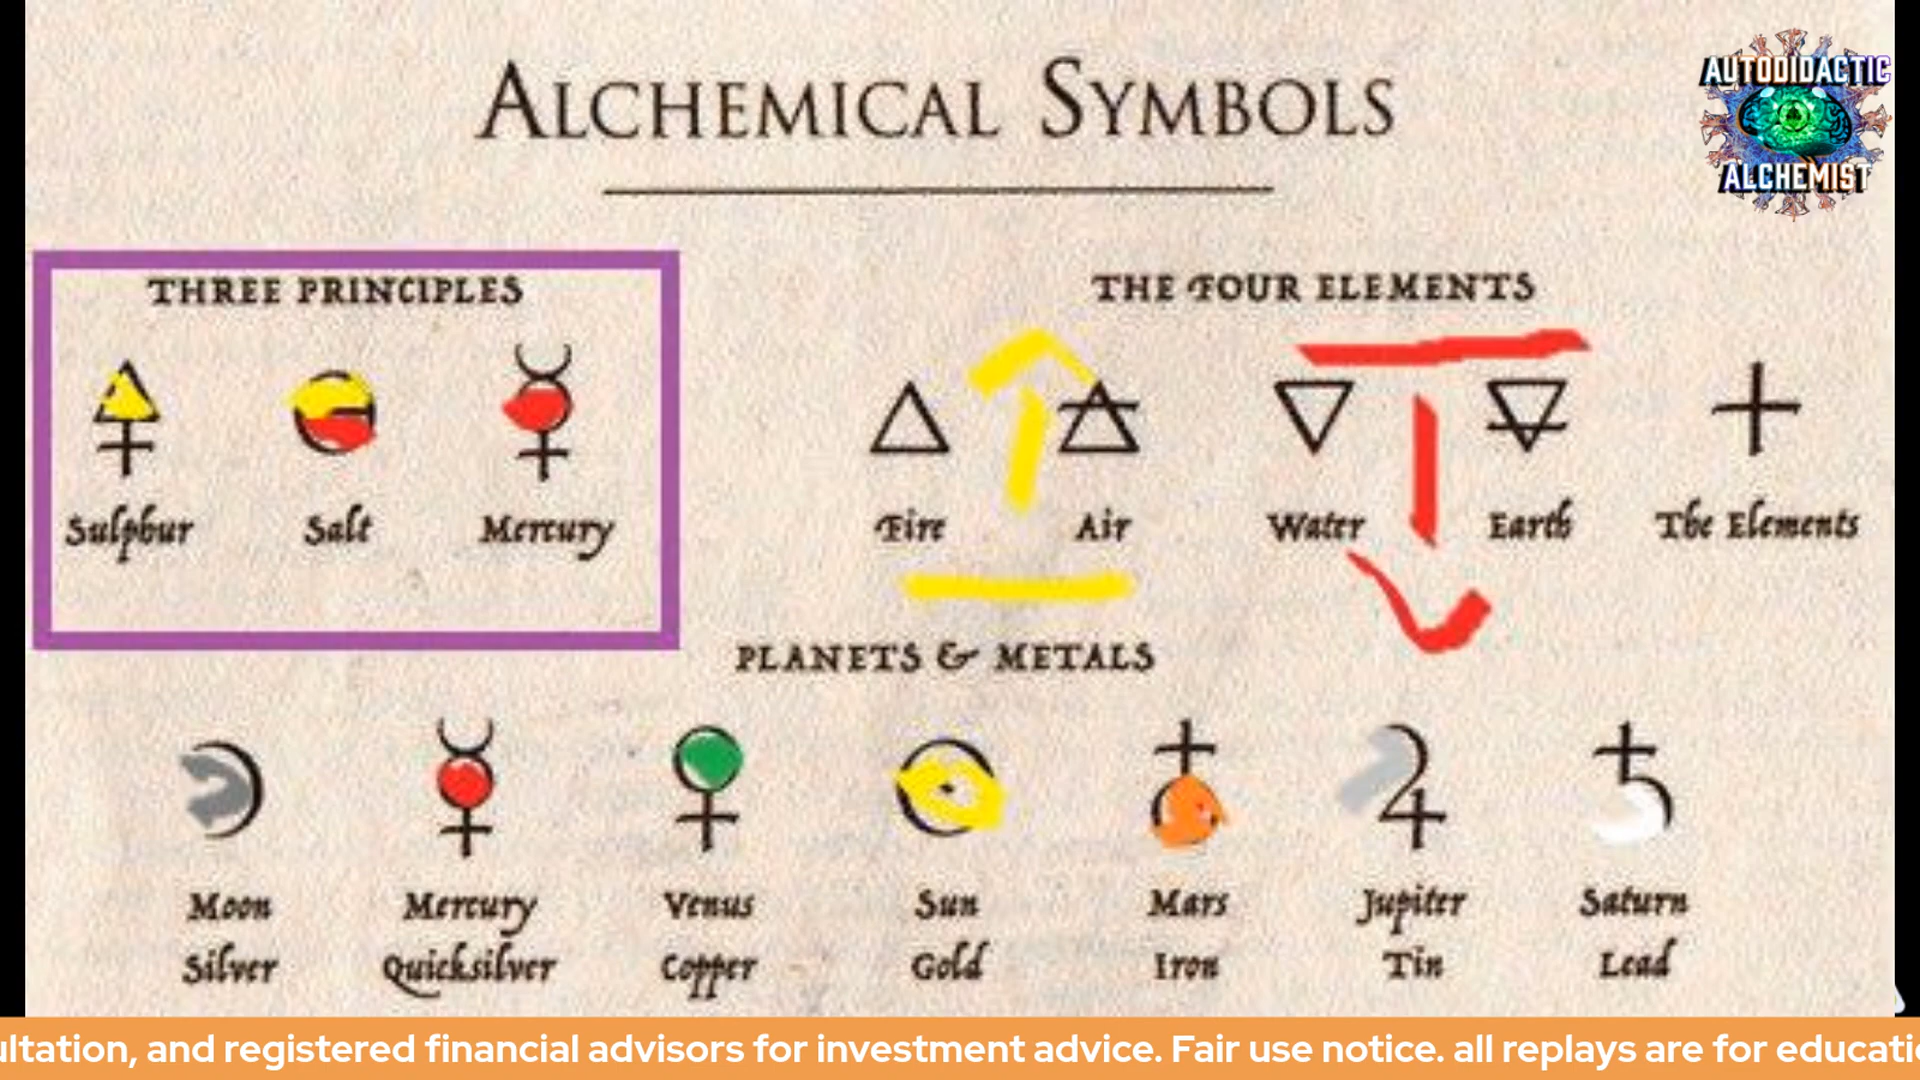 ALCHEMICAL SYMBOLS
AUTODIDACTIC
ALCHEMIST
THREE PRINCIPLES
THE FOUR ELEMENTS
Sulphur Salt Mercury
Fire Air Water Earth The Elements
PLANETS & METALS
Moon Mercury Venus Sun Mars Jupiter Saturn
Silver Quicksilver Copper Gold Iron Tin Lead
ultation, and registered financial advisors for investment advice. Fair use notice. all replays are for educati